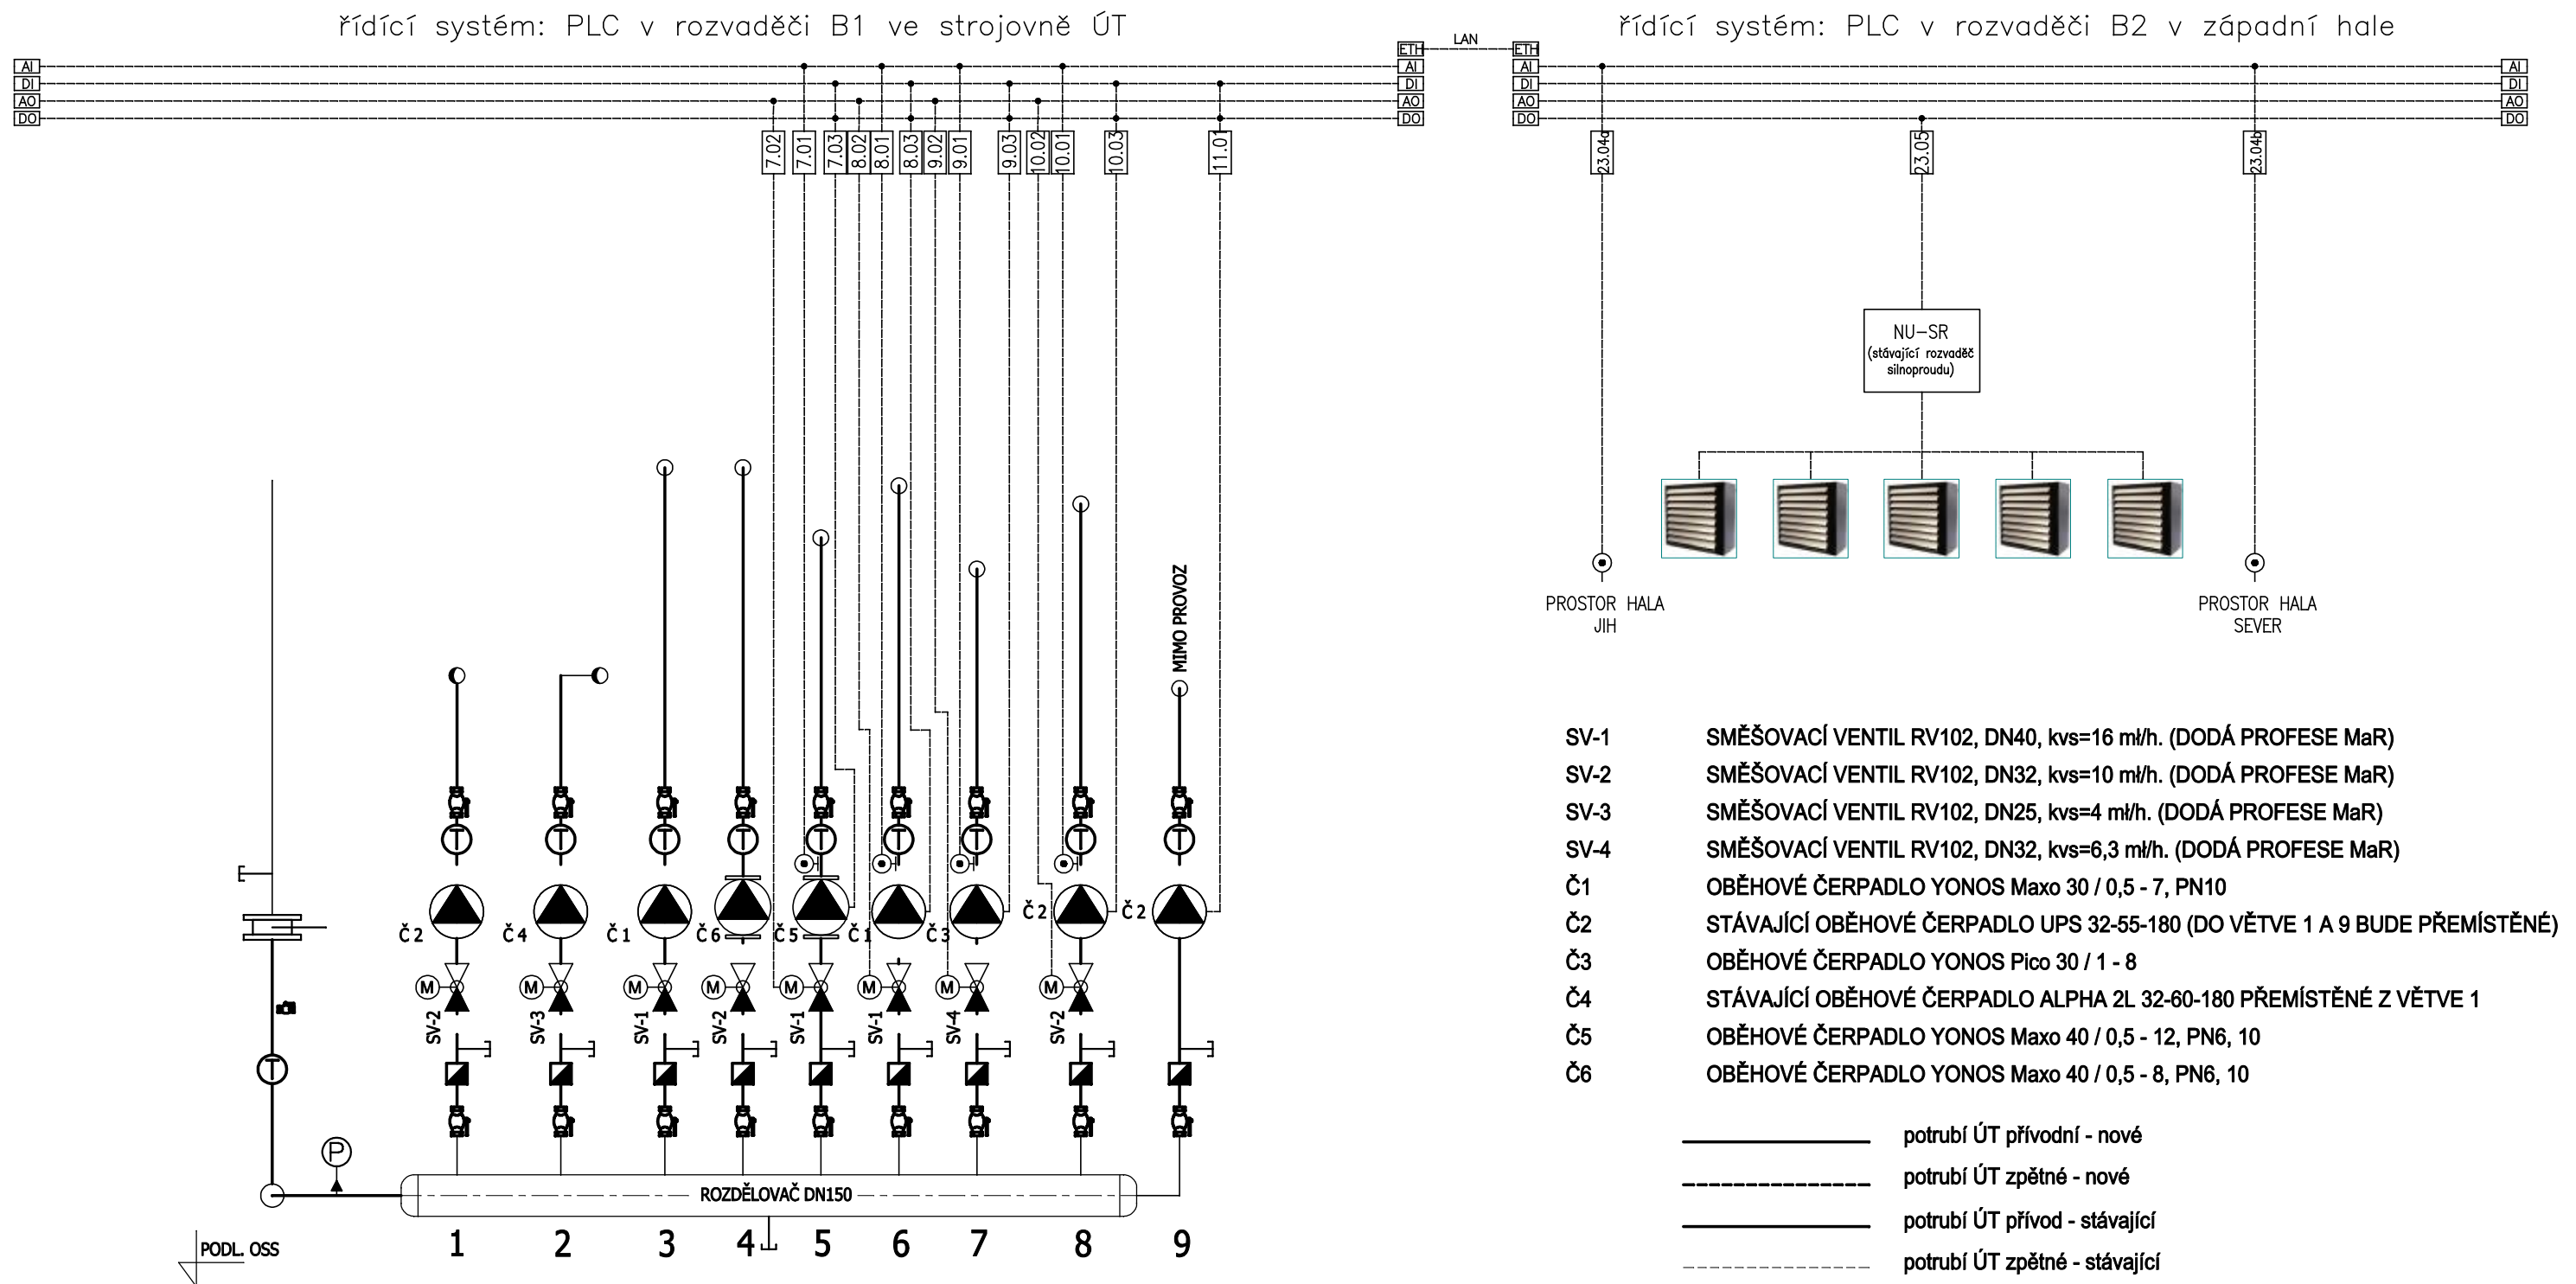 řídící systém: PLC v rozvaděči B1 ve strojovně ÚT
řídící systém: PLC v rozvaděči B2 v západní hale
ETH LAN ETH
AI AI AI AI
DI DI DI DI
AO AO AO AO
DO DO DO DO
7.02 7.01 7.03 8.02 8.01 8.03 9.02 9.01 9.03 10.02 10.01 10.03 11.01
23.04a 23.05 23.04b
NU-SR
(stávající rozvaděč
silnoproudu)
PROSTOR HALA
JIH
PROSTOR HALA
SEVER
MIMO PROVOZ
T T T T T T T T T
Č2 Č4 Č1 Č6 Č5 Č1 Č3 Č2 Č2
M M M M M M M M
SV-2 SV-3 SV-1 SV-2 SV-1 SV-1 SV-4 SV-2
T
P
ROZDĚLOVAČ DN150
1 2 3 4 5 6 7 8 9
PODL. OSS
SV-1 SMĚŠOVACÍ VENTIL RV102, DN40, kvs=16 mł/h. (DODÁ PROFESE MaR)
SV-2 SMĚŠOVACÍ VENTIL RV102, DN32, kvs=10 mł/h. (DODÁ PROFESE MaR)
SV-3 SMĚŠOVACÍ VENTIL RV102, DN25, kvs=4 mł/h. (DODÁ PROFESE MaR)
SV-4 SMĚŠOVACÍ VENTIL RV102, DN32, kvs=6,3 mł/h. (DODÁ PROFESE MaR)
Č1 OBĚHOVÉ ČERPADLO YONOS Maxo 30 / 0,5 - 7, PN10
Č2 STÁVAJÍCÍ OBĚHOVÉ ČERPADLO UPS 32-55-180 (DO VĚTVE 1 A 9 BUDE PŘEMÍSTĚNÉ)
Č3 OBĚHOVÉ ČERPADLO YONOS Pico 30 / 1 - 8
Č4 STÁVAJÍCÍ OBĚHOVÉ ČERPADLO ALPHA 2L 32-60-180 PŘEMÍSTĚNÉ Z VĚTVE 1
Č5 OBĚHOVÉ ČERPADLO YONOS Maxo 40 / 0,5 - 12, PN6, 10
Č6 OBĚHOVÉ ČERPADLO YONOS Maxo 40 / 0,5 - 8, PN6, 10
potrubí ÚT přívodní - nové
potrubí ÚT zpětné - nové
potrubí ÚT přívod - stávající
potrubí ÚT zpětné - stávající